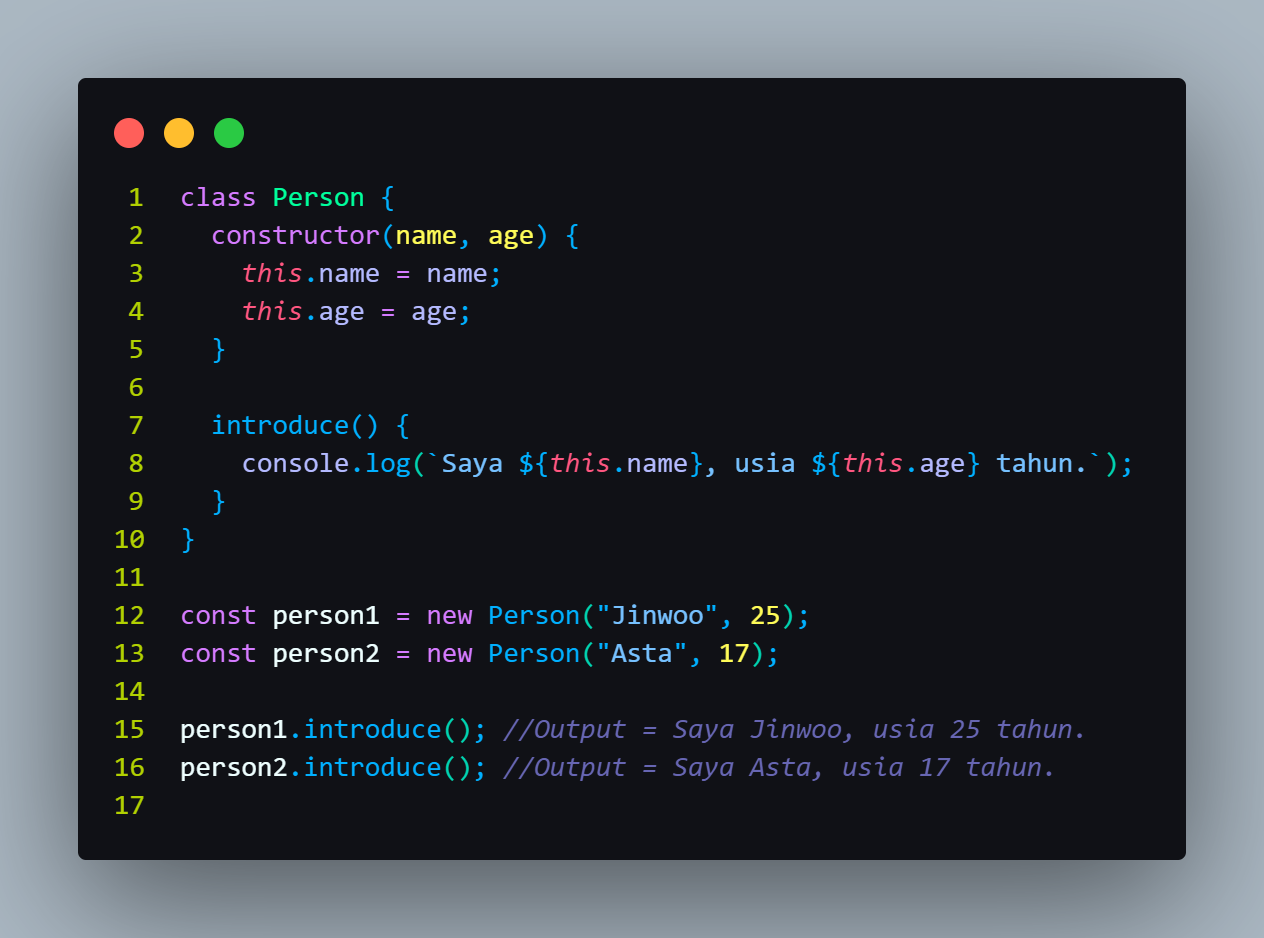 1 class Person {
2   constructor(name, age) {
3     this.name = name;
4     this.age = age;
5   }
6
7   introduce() {
8     console.log(`Saya ${this.name}, usia ${this.age} tahun.`);
9   }
10 }
11
12 const person1 = new Person("Jinwoo", 25);
13 const person2 = new Person("Asta", 17);
14
15 person1.introduce(); //Output = Saya Jinwoo, usia 25 tahun.
16 person2.introduce(); //Output = Saya Asta, usia 17 tahun.
17